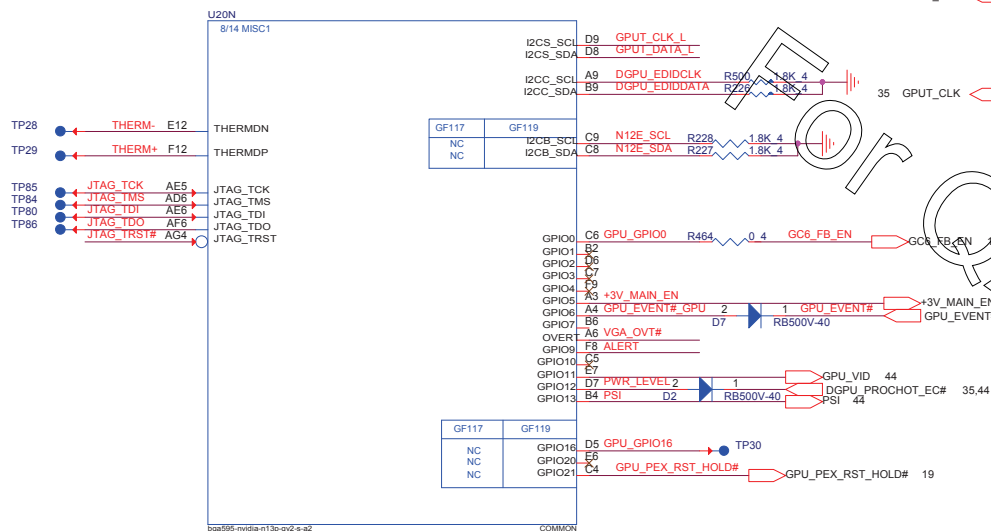 U20N
8/14 MISC1
I2CS_SCL D9 GPUT_CLK_L
I2CS_SDA D8 GPUT_DATA_L
I2CC_SCL A9 DGPU_EDIDCLK R500 1.8K_4
I2CC_SDA B9 DGPU_EDIDDATA R226 1.8K_4
35 GPUT_CLK
For
Q
TP28 THERM- E12 THERMDN
TP29 THERM+ F12 THERMDP
GF117 GF119
NC I2CB_SCL C9 N12E_SCL R228 1.8K_4
NC I2CB_SDA C8 N12E_SDA R227 1.8K_4
TP85 JTAG_TCK AE5 JTAG_TCK
TP84 JTAG_TMS AD6 JTAG_TMS
TP80 JTAG_TDI AE6 JTAG_TDI
TP86 JTAG_TDO AF6 JTAG_TDO
JTAG_TRST# AG4 JTAG_TRST
GPIO0 C6 GPU_GPIO0 R464 0_4 GC6_FB_EN GC6_FB_EN
GPIO1 B2
GPIO2 D6
GPIO3 C7
GPIO4 F9
GPIO5 A3 +3V_MAIN_EN +3V_MAIN_EN
GPIO6 A4 GPU_EVENT#_GPU 2 D7 1 RB500V-40 GPU_EVENT# GPU_EVENT
GPIO7 B6
OVERT A6 VGA_OVT#
GPIO9 F8 ALERT
GPIO10 C5
GPIO11 E7 GPU_VID 44
GPIO12 D7 PWR_LEVEL 2 D2 1 RB500V-40 DGPU_PROCHOT_EC# 35,44
GPIO13 B4 PSI PSI 44
GF117 GF119
NC GPIO16 D5 GPU_GPIO16 TP30
NC GPIO20 E6
NC GPIO21 C4 GPU_PEX_RST_HOLD# GPU_PEX_RST_HOLD# 19
bga595-nvidia-n13p-gv2-s-a2 COMMON